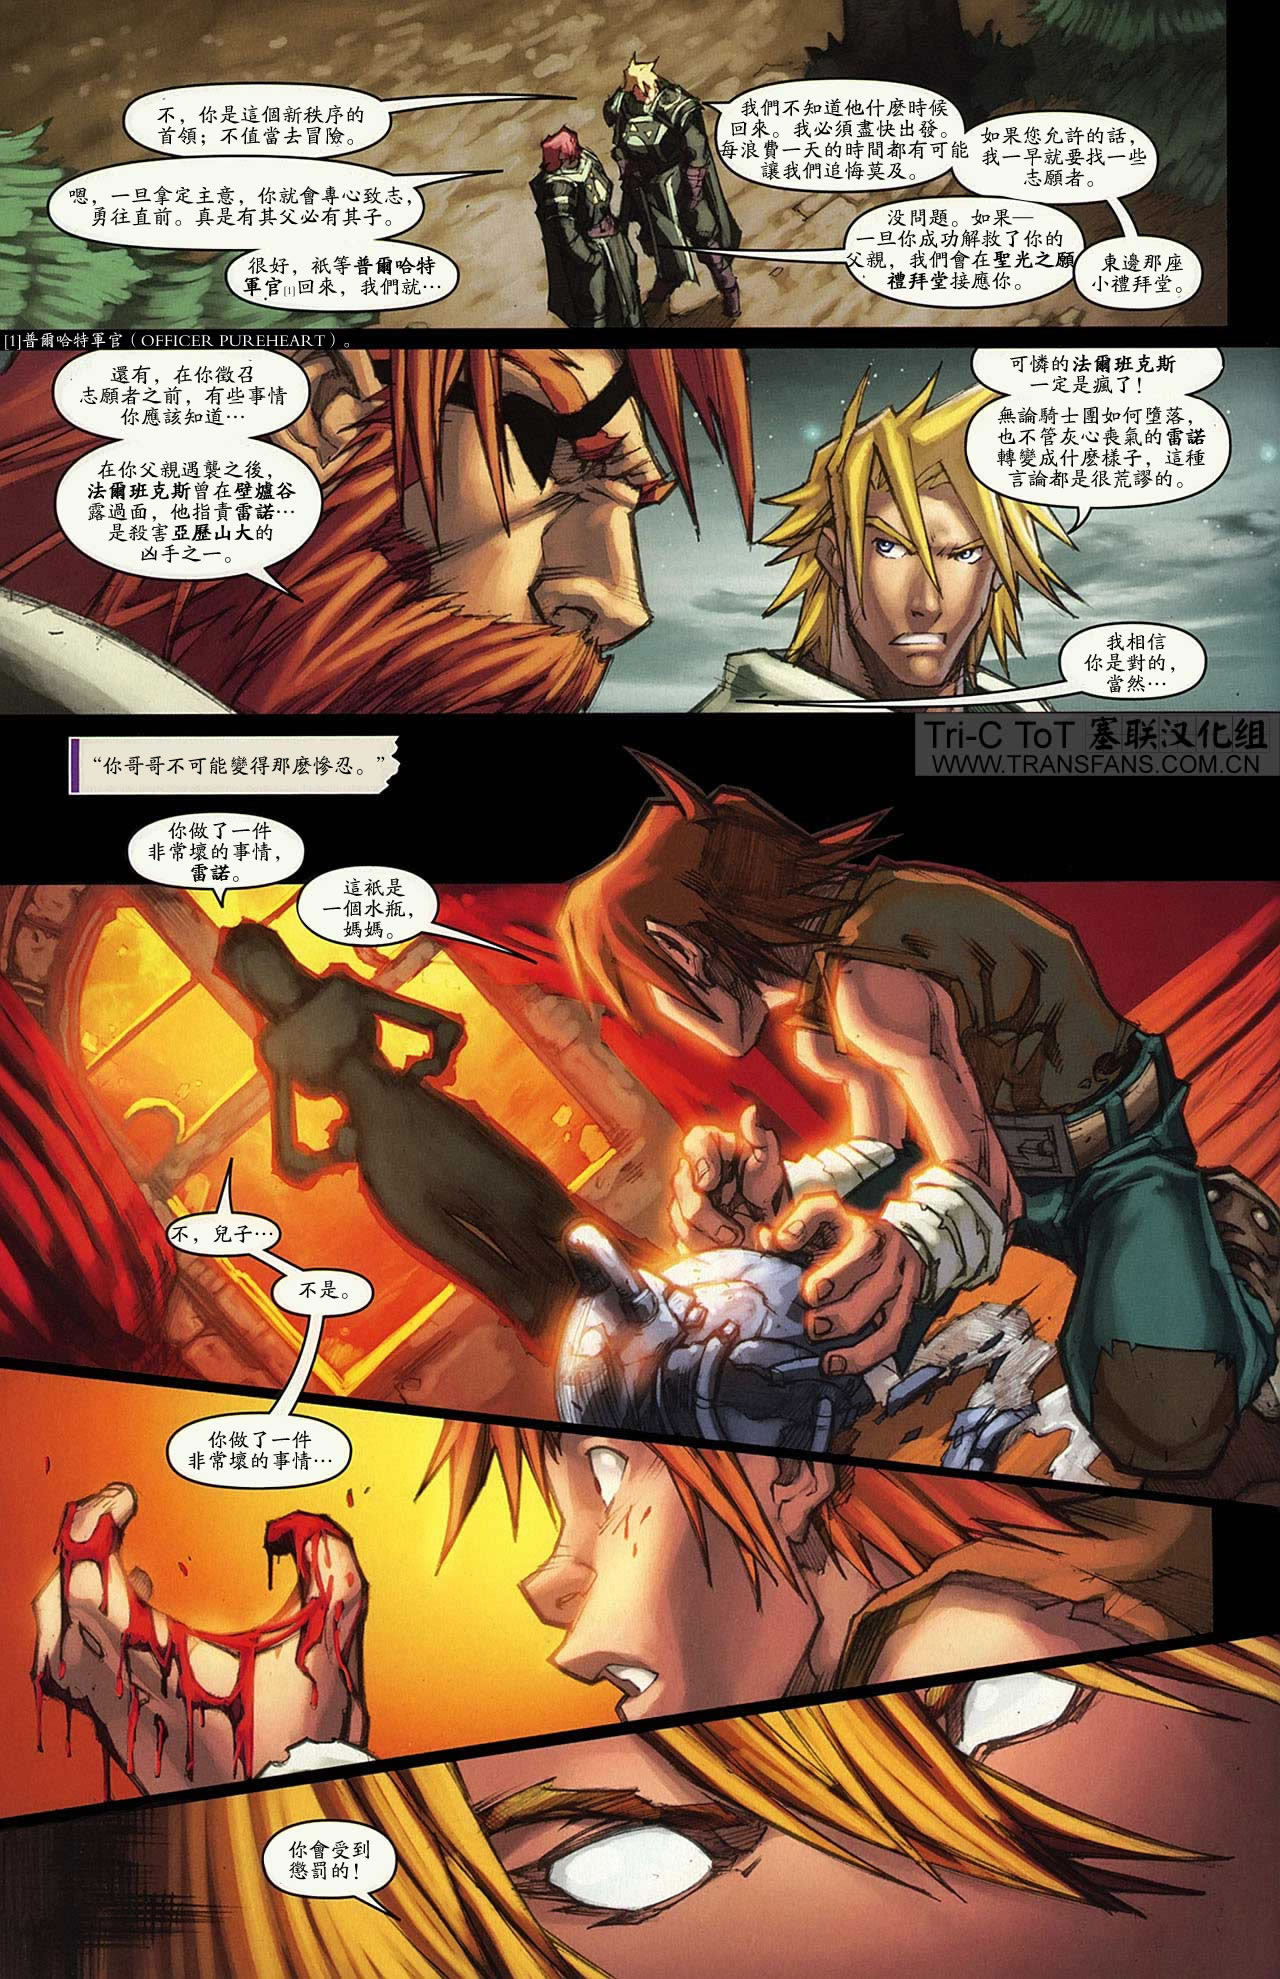 不，你是這個新秩序的
首領；不值當去冒險。
我們不知道他什麽時候
回來。我必須盡快出發。
每浪費一天的時間都有可能
讓我們追悔莫及。
嗯，一旦拿定主意，你就會專心致志，
勇往直前。真是有其父必有其子。
如果您允許的話，
我一早就要找一些
志願者。
很好，衹等普爾哈特
軍官[1]回來，我們就…
没問題。如果—
一旦你成功解救了你的
父親，我們會在聖光之願
禮拜堂接應你。
東邊那座
小禮拜堂。
[1]普爾哈特軍官（OFFICER PUREHEART）。
還有，在你徵召
志願者之前，有些事情
你應該知道…
在你父親遇襲之後，
法爾班克斯曾在壁爐谷
露過面，他指責雷諾…
是殺害亞歷山大的
凶手之一。
可憐的法爾班克斯
一定是瘋了！
無論騎士團如何墮落，
也不管灰心喪氣的雷諾
轉變成什麽樣子，這種
言論都是很荒謬的。
我相信
你是對的，
當然…
Tri-C ToT 塞联汉化组
WWW.TRANSFANS.COM.CN
“你哥哥不可能變得那麽慘忍。”
你做了一件
非常壞的事情，
雷諾。
這衹是
一個水瓶，
媽媽。
不，兒子…
不是。
你做了一件
非常壞的事情…
你會受到
懲罰的！